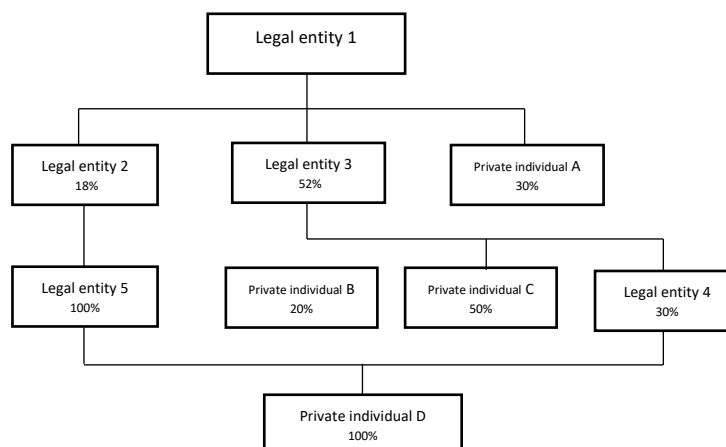 Legal entity 1
Legal entity 2
18%
Legal entity 3
52%
Private individual A
30%
Legal entity 5
100%
Private individual B
20%
Private individual C
50%
Legal entity 4
30%
Private individual D
100%